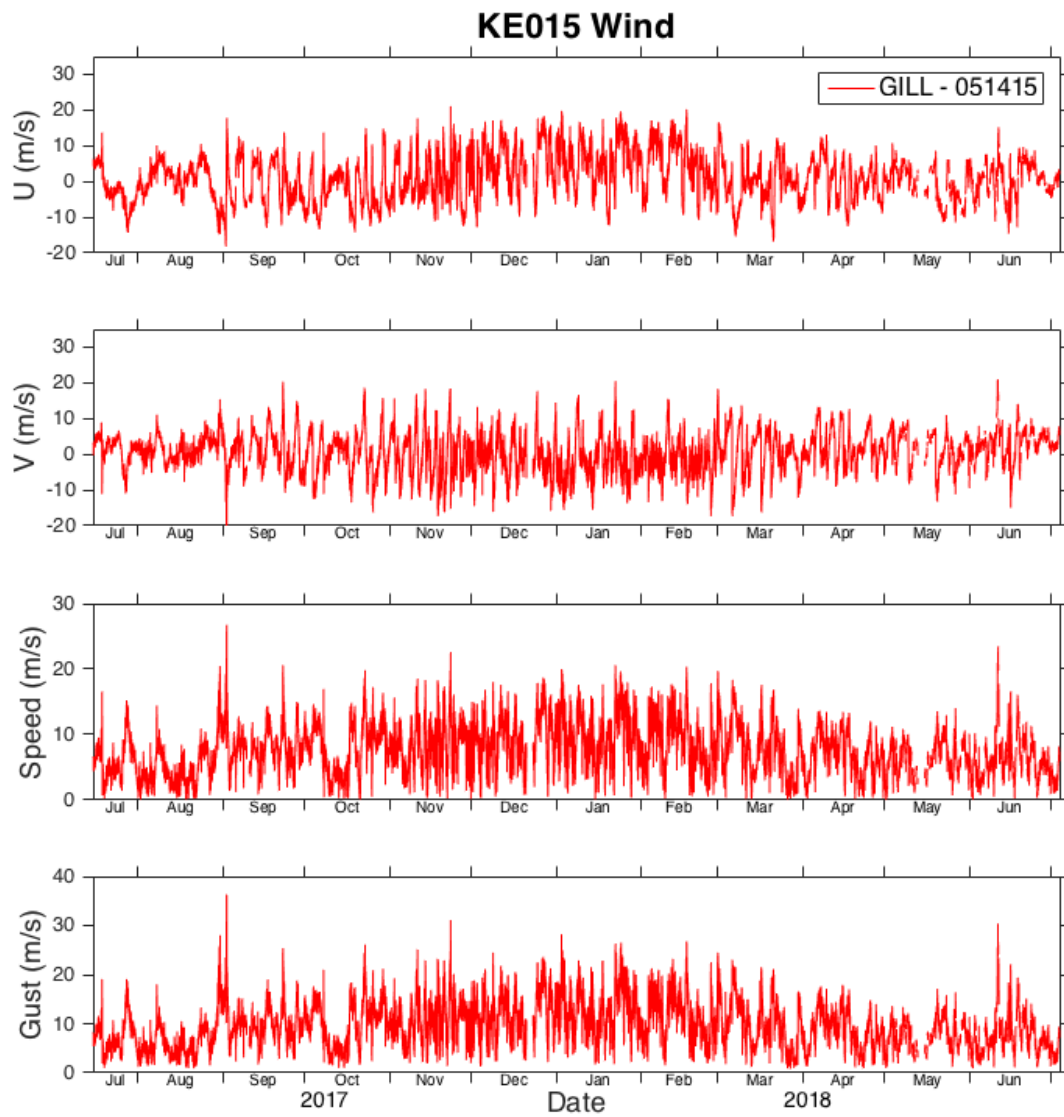 KE015 Wind
GILL - 051415
U (m/s)
30
20
10
0
-10
-20
Jul Aug Sep Oct Nov Dec Jan Feb Mar Apr May Jun
V (m/s)
30
20
10
0
-10
-20
Jul Aug Sep Oct Nov Dec Jan Feb Mar Apr May Jun
Speed (m/s)
30
20
10
0
Jul Aug Sep Oct Nov Dec Jan Feb Mar Apr May Jun
Gust (m/s)
40
30
20
10
0
Jul Aug Sep Oct Nov Dec Jan Feb Mar Apr May Jun
2017 Date 2018